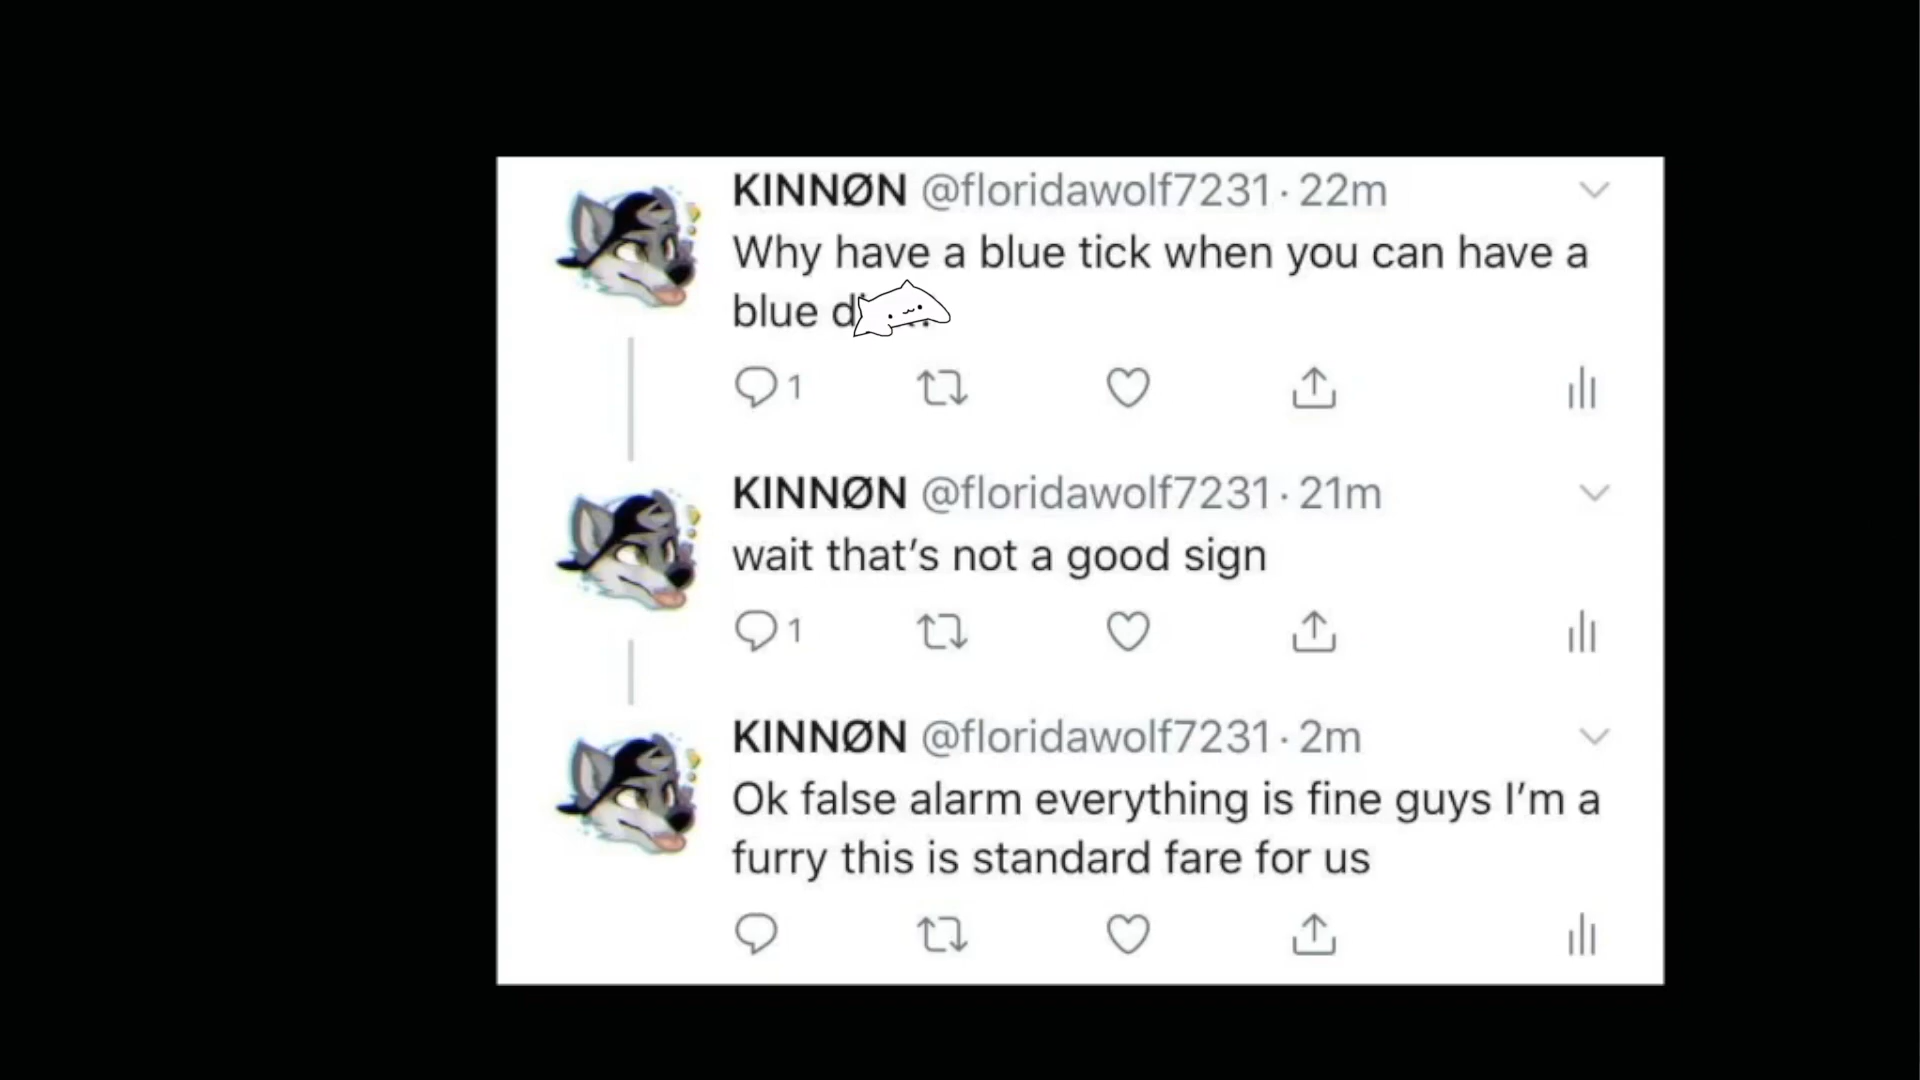 KINNØN @floridawolf7231 · 22m
Why have a blue tick when you can have a
blue
1
KINNØN @floridawolf7231 · 21m
wait that’s not a good sign
1
KINNØN @floridawolf7231 · 2m
Ok false alarm everything is fine guys I’m a
furry this is standard fare for us